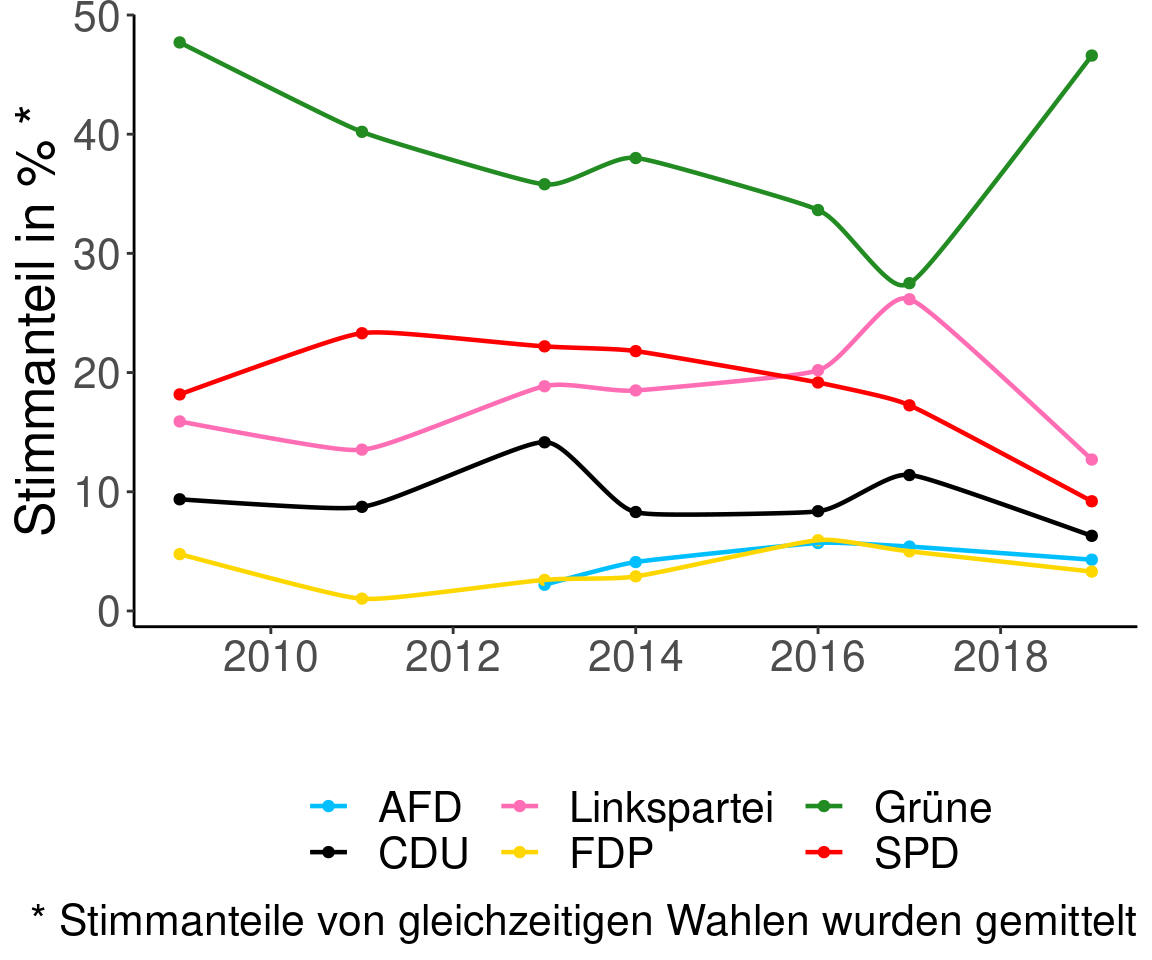 Stimmanteil in % *
50
40
30
20
10
0
2010 2012 2014 2016 2018
AFD Linkspartei Grüne
CDU FDP SPD
* Stimmanteile von gleichzeitigen Wahlen wurden gemittelt